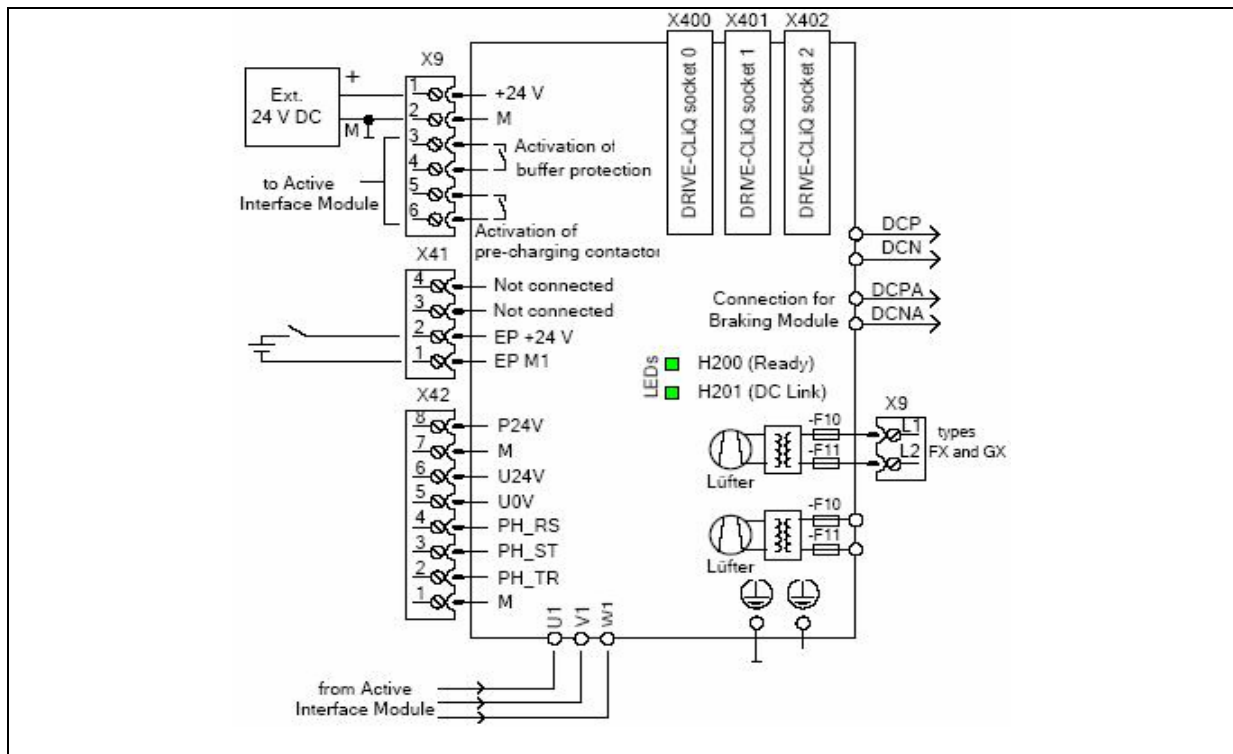 X400 X401 X402
DRIVE-CLiQ socket 0
DRIVE-CLiQ socket 1
DRIVE-CLiQ socket 2
X9
Ext.
24 V DC
+
M
1 +24 V
2 M
3
4
5
6
Activation of
buffer protection
to Active
Interface Module
Activation of
pre-charging contactor
X41
4 Not connected
3 Not connected
2 EP +24 V
1 EP M1
X42
8 P24V
7 M
6 U24V
5 U0V
4 PH_RS
3 PH_ST
2 PH_TR
1 M
DCP
DCN
DCPA
DCNA
Connection for
Braking Module
LEDs
H200 (Ready)
H201 (DC Link)
X9
-F10
-F11
L1
L2
types
FX and GX
Lüfter
-F10
-F11
Lüfter
U1
V1
W1
from Active
Interface Module